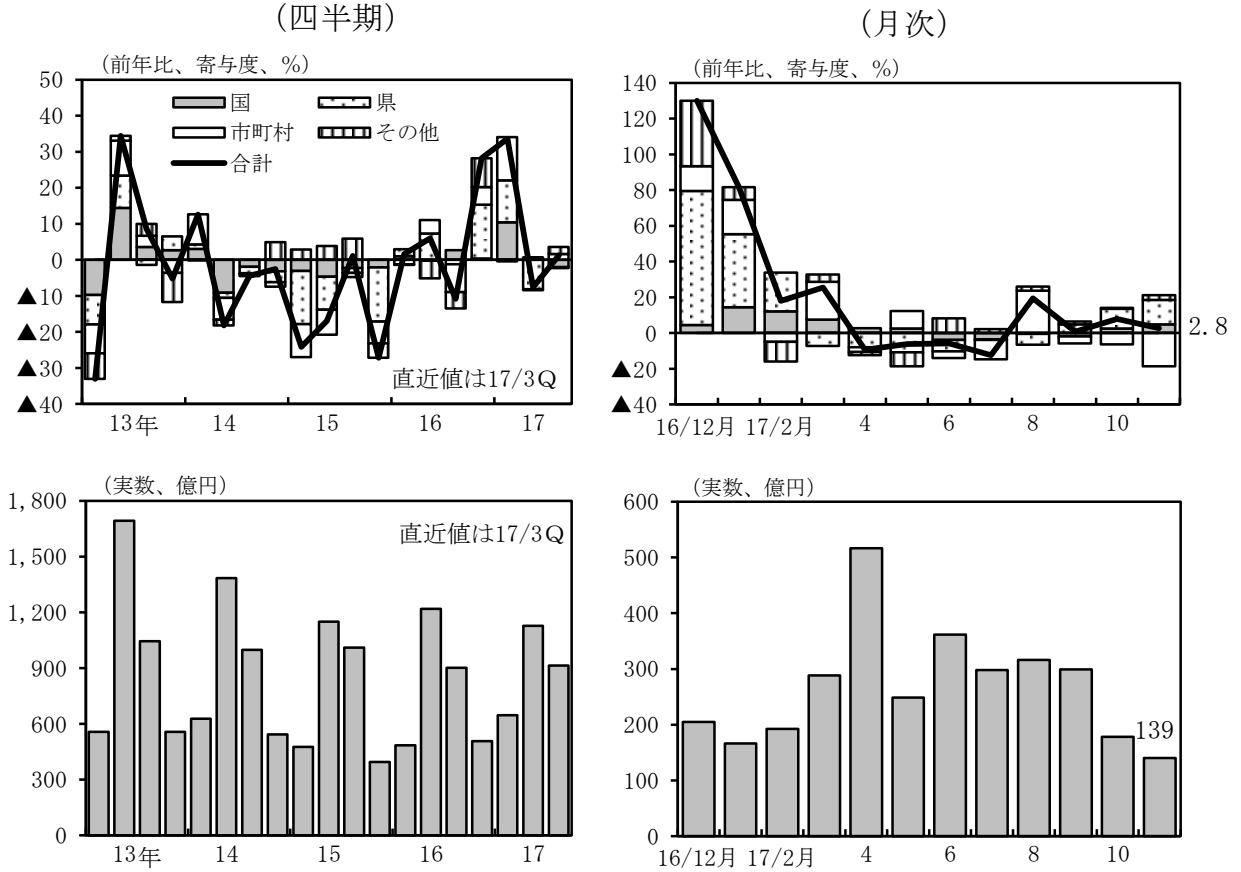 (四半期)
(前年比、寄与度、%)
50
40
30
20
10
0
▲10
▲20
▲30
▲40
国
県
市町村
その他
合計
直近値は17/3Q
13年 14 15 16 17
(月次)
(前年比、寄与度、%)
140
120
100
80
60
40
20
0
▲20
▲40
2.8
16/12月 17/2月 4 6 8 10
(実数、億円)
1,800
1,500
1,200
900
600
300
0
直近値は17/3Q
13年 14 15 16 17
(実数、億円)
600
500
400
300
200
100
0
139
16/12月 17/2月 4 6 8 10